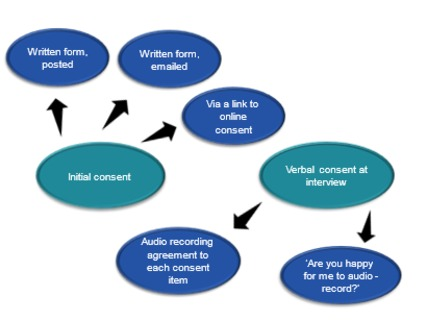 Written form,
posted
Written form,
emailed
Via a link to
online
consent
Initial consent
Verbal consent at
interview
Audio recording
agreement to
each consent
item
‘Are you happy
for me to audio -
record?’